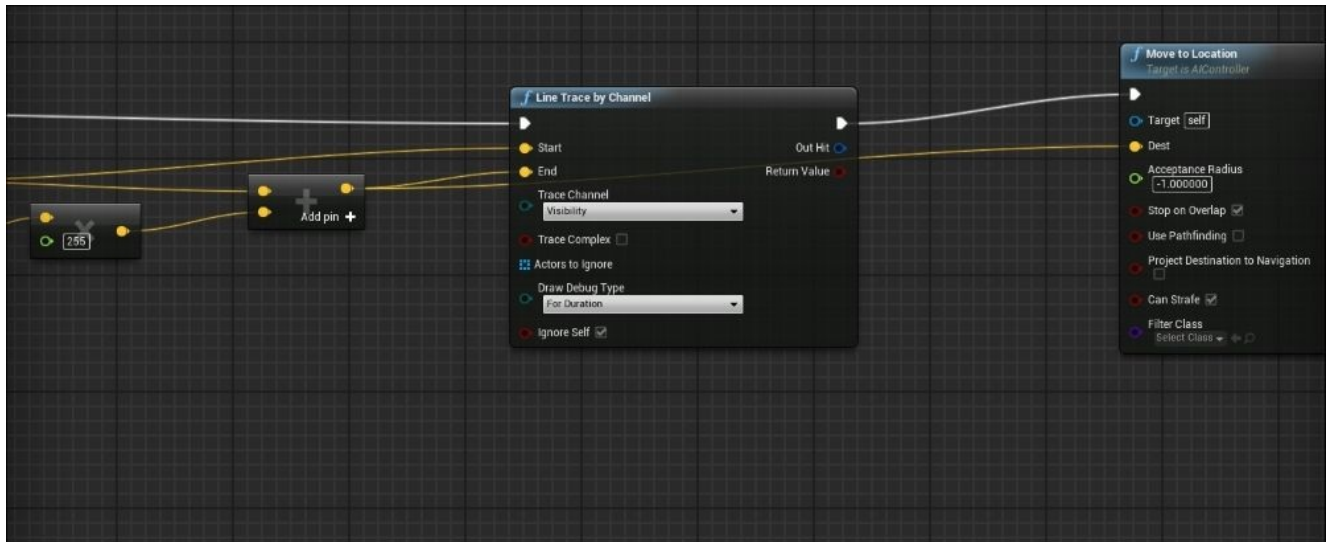 255
Add pin +
f Line Trace by Channel
Start
Out Hit
End
Return Value
Trace Channel
Visibility
Trace Complex
Actors to Ignore
Draw Debug Type
For Duration
Ignore Self
f Move to Location
Target is AIController
Target self
Dest
Acceptance Radius
-1.000000
Stop on Overlap
Use Pathfinding
Project Destination to Navigation
Can Strafe
Filter Class
Select Class